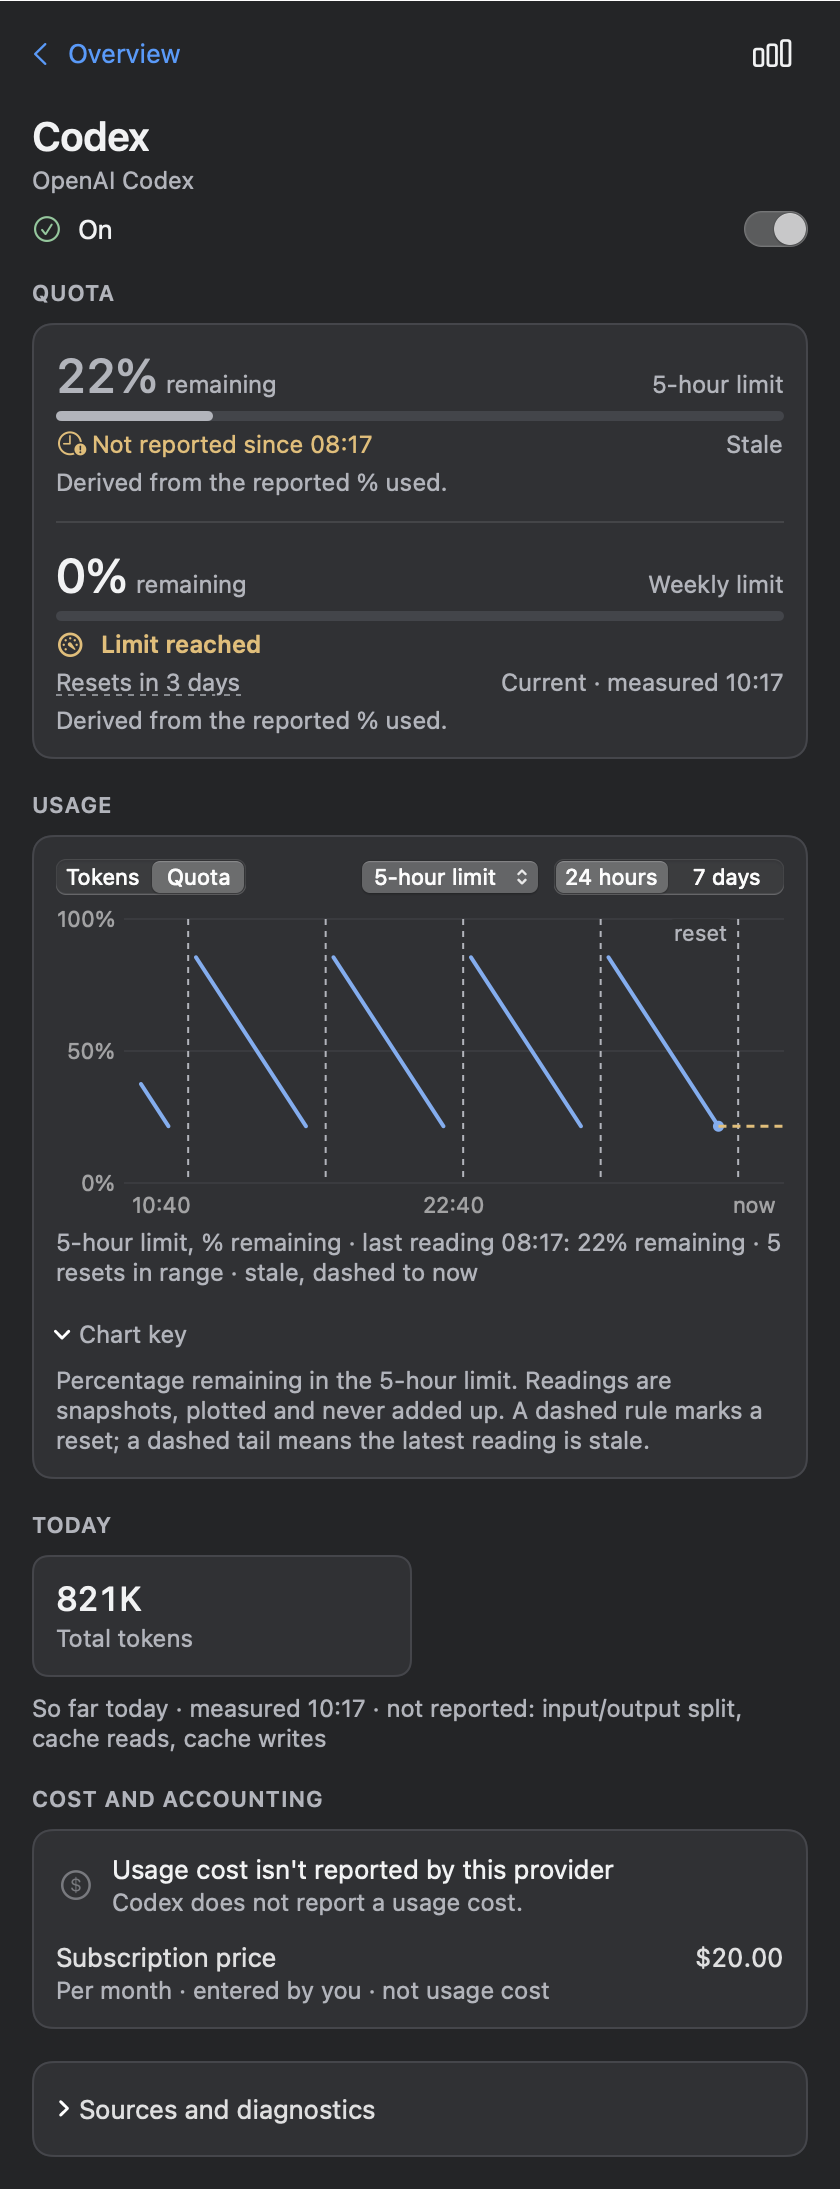 Overview
Codex
OpenAI Codex
On
QUOTA
22% remaining 5-hour limit
Not reported since 08:17 Stale
Derived from the reported % used.
0% remaining Weekly limit
Limit reached
Resets in 3 days Current · measured 10:17
Derived from the reported % used.
USAGE
Tokens Quota 5-hour limit 24 hours 7 days
100%
reset
50%
0%
10:40 22:40 now
5-hour limit, % remaining · last reading 08:17: 22% remaining · 5
resets in range · stale, dashed to now
Chart key
Percentage remaining in the 5-hour limit. Readings are
snapshots, plotted and never added up. A dashed rule marks a
reset; a dashed tail means the latest reading is stale.
TODAY
821K
Total tokens
So far today · measured 10:17 · not reported: input/output split,
cache reads, cache writes
COST AND ACCOUNTING
$ Usage cost isn't reported by this provider
Codex does not report a usage cost.
Subscription price $20.00
Per month · entered by you · not usage cost
Sources and diagnostics